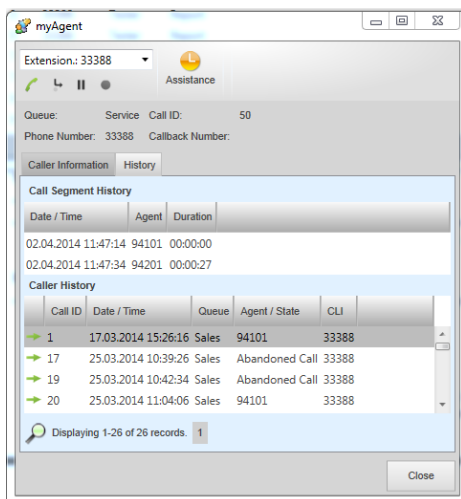 myAgent
Extension.: 33388
Assistance
Queue: Service Call ID: 50
Phone Number: 33388 Callback Number:
Caller Information History
Call Segment History
Date / Time Agent Duration
02.04.2014 11:47:14 94101 00:00:00
02.04.2014 11:47:34 94201 00:00:27
Caller History
Call ID Date / Time Queue Agent / State CLI
1 17.03.2014 15:26:16 Sales 94101 33388
17 25.03.2014 10:39:26 Sales Abandoned Call 33388
19 25.03.2014 10:42:34 Sales Abandoned Call 33388
20 25.03.2014 11:04:06 Sales 94101 33388
Displaying 1-26 of 26 records. 1
Close